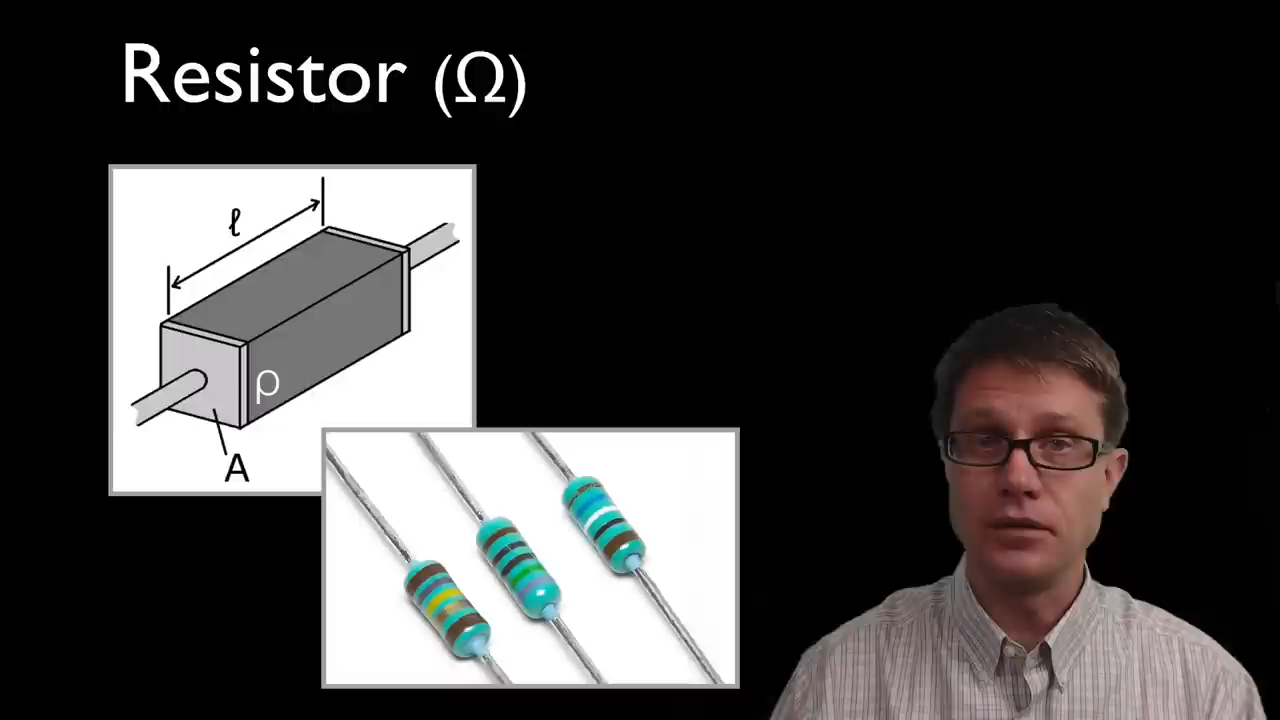 Resistor (Ω)
ℓ
ρ
A